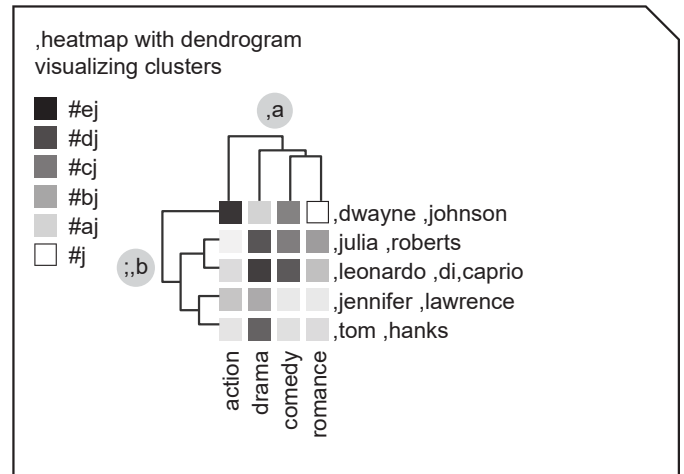 ,heatmap with dendrogram
visualizing clusters
#ej
#dj
#cj
#bj
#aj
#j
,a
;,b
,dwayne ,johnson
,julia ,roberts
,leonardo ,di,caprio
,jennifer ,lawrence
,tom ,hanks
action
drama
comedy
romance